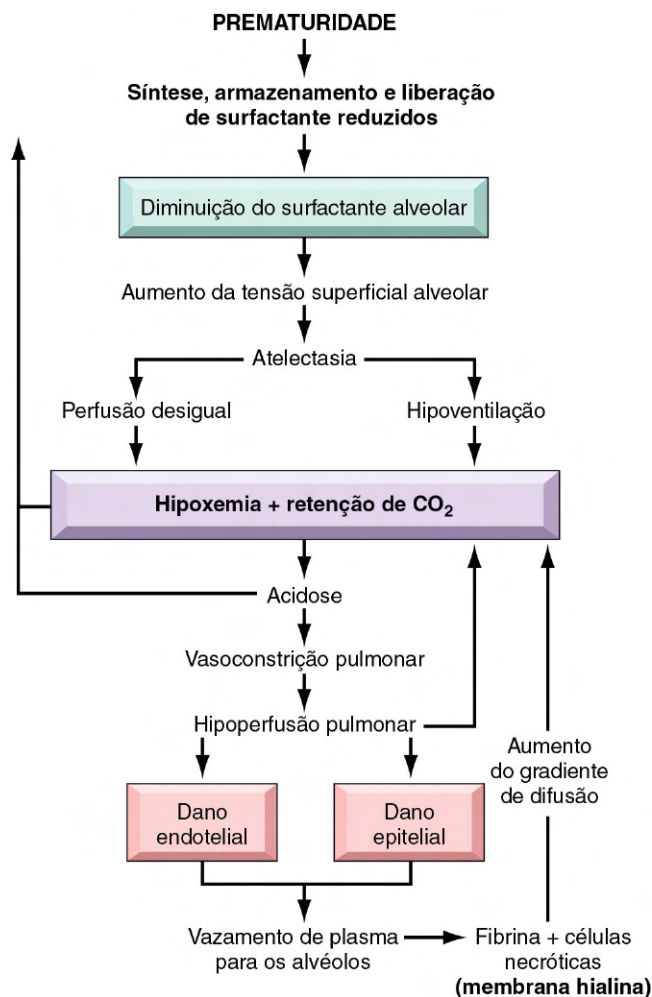 PREMATURIDADE
Síntese, armazenamento e liberação
de surfactante reduzidos
Diminuição do surfactante alveolar
Aumento da tensão superficial alveolar
Atelectasia
Perfusão desigual
Hipoventilação
Hipoxemia + retenção de CO₂
Acidose
Vasoconstrição pulmonar
Hipoperfusão pulmonar
Aumento
do gradiente
de difusão
Dano
endotelial
Dano
epitelial
Vazamento de plasma
para os alvéolos
Fibrina + células
necróticas
(membrana hialina)